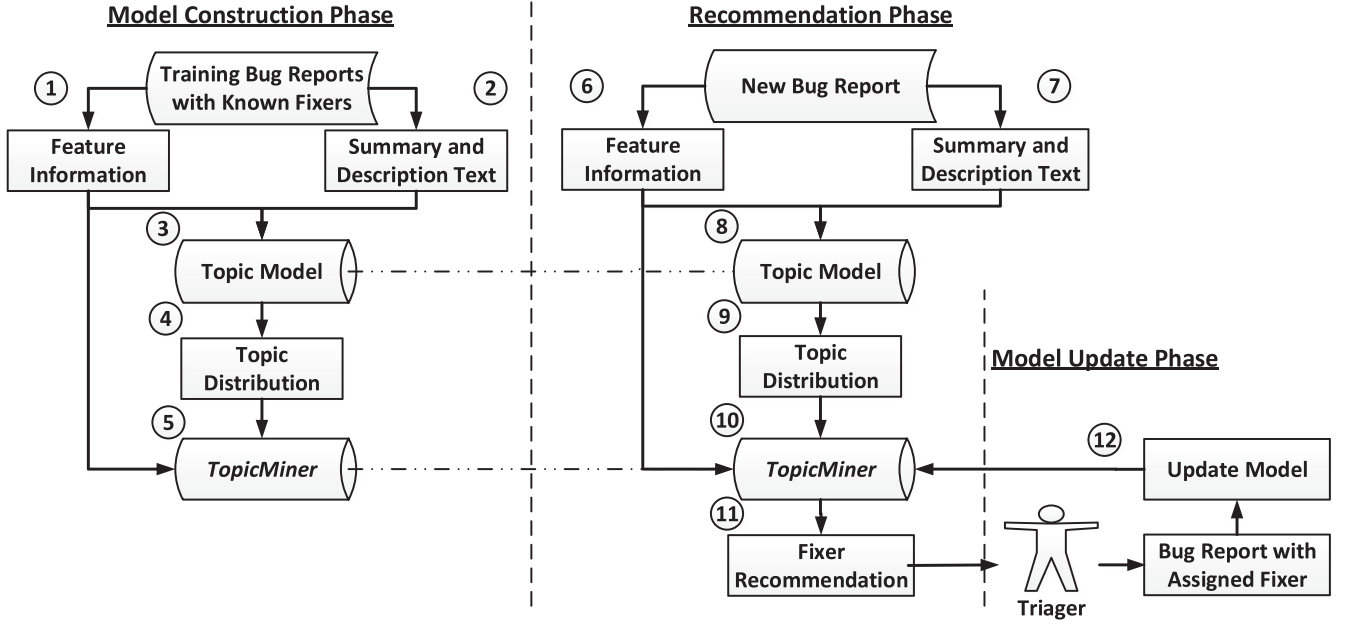 Model Construction Phase
1
Training Bug Reports
with Known Fixers
2
Feature
Information
Summary and
Description Text
3
Topic Model
4
Topic
Distribution
5
TopicMiner
Recommendation Phase
6
New Bug Report
7
Feature
Information
Summary and
Description Text
8
Topic Model
9
Topic
Distribution
10
TopicMiner
11
Fixer
Recommendation
Model Update Phase
12
Update Model
Bug Report with
Assigned Fixer
Triager